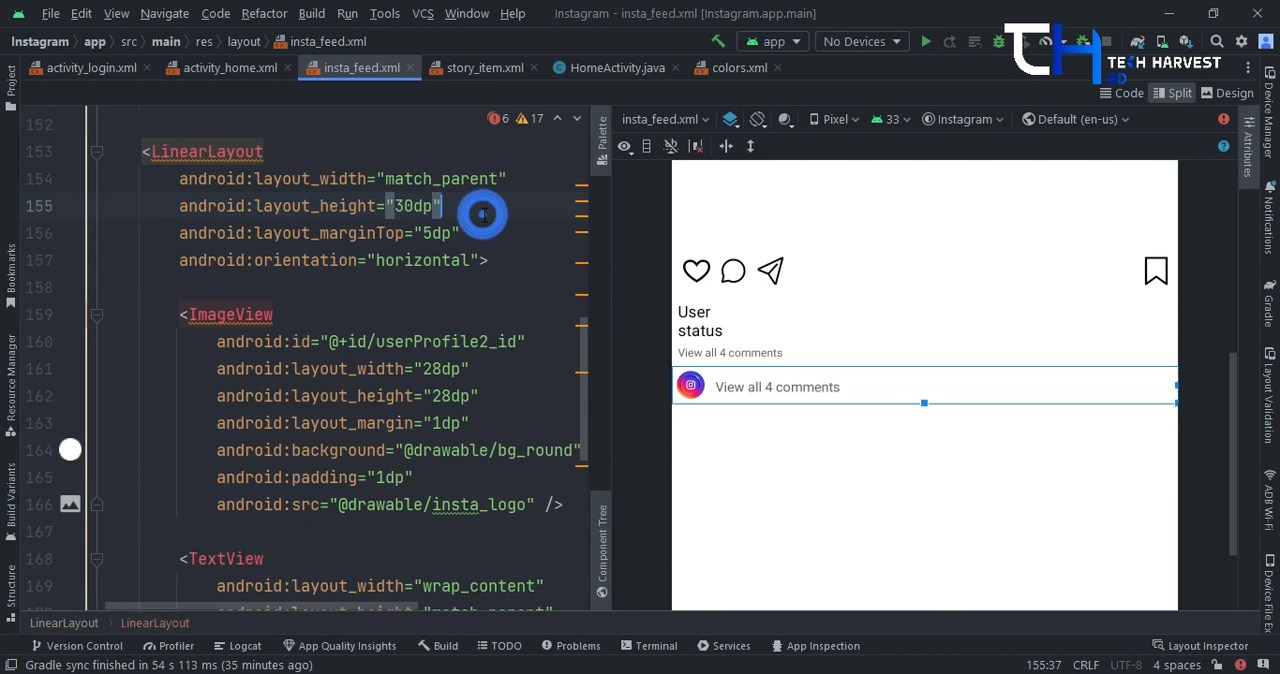 File Edit View Navigate Code Refactor Build Run Tools VCS Window Help Instagram - insta_feed.xml [Instagram.app.main]
Instagram app src main res layout insta_feed.xml app No Devices
TECH HARVEST
BD
activity_login.xml activity_home.xml insta_feed.xml story_item.xml HomeActivity.java colors.xml
Code Split Design
6 17
insta_feed.xml Pixel 33 Instagram Default (en-us)
152
153 <LinearLayout
154 android:layout_width="match_parent"
155 android:layout_height="30dp"
156 android:layout_marginTop="5dp"
157 android:orientation="horizontal">
158
159 <ImageView
160 android:id="@+id/userProfile2_id"
161 android:layout_width="28dp"
162 android:layout_height="28dp"
163 android:layout_margin="1dp"
164 android:background="@drawable/bg_round"
165 android:padding="1dp"
166 android:src="@drawable/insta_logo" />
167
168 <TextView
169 android:layout_width="wrap_content"
User
status
View all 4 comments
View all 4 comments
Project
Bookmarks
Resource Manager
Build Variants
Structure
Palette
Component Tree
Attributes
Device Manager
Notifications
Gradle
Layout Validation
ADB Wi-Fi
Device File Ex
LinearLayout LinearLayout
Version Control Profiler Logcat App Quality Insights Build TODO Problems Terminal Services App Inspection Layout Inspector
Gradle sync finished in 54 s 113 ms (35 minutes ago) 155:37 CRLF UTF-8 4 spaces